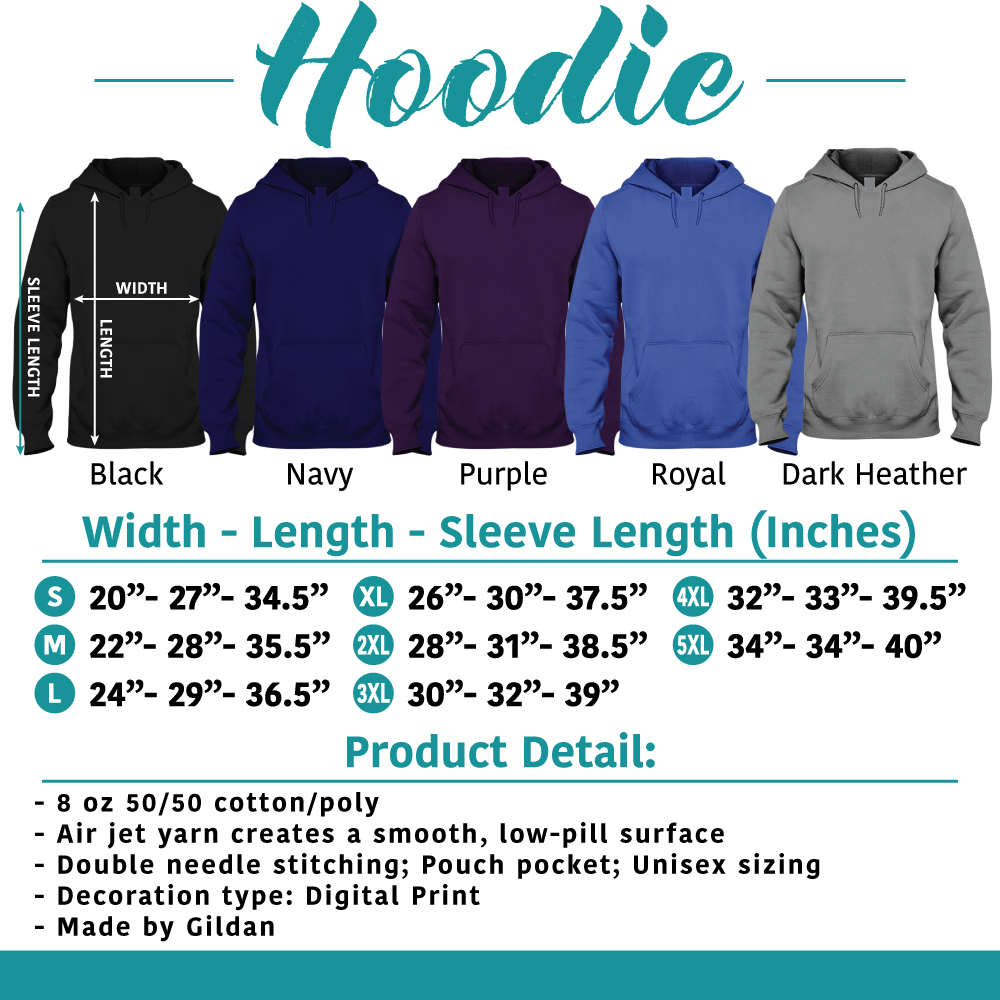 Hoodie
SLEEVE LENGTH
WIDTH
LENGTH
Black
Navy
Purple
Royal
Dark Heather
Width - Length - Sleeve Length (Inches)
S 20”- 27”- 34.5”
M 22”- 28”- 35.5”
L 24”- 29”- 36.5”
XL 26”- 30”- 37.5”
2XL 28”- 31”- 38.5”
3XL 30”- 32”- 39”
4XL 32”- 33”- 39.5”
5XL 34”- 34”- 40”
Product Detail:
- 8 oz 50/50 cotton/poly
- Air jet yarn creates a smooth, low-pill surface
- Double needle stitching; Pouch pocket; Unisex sizing
- Decoration type: Digital Print
- Made by Gildan